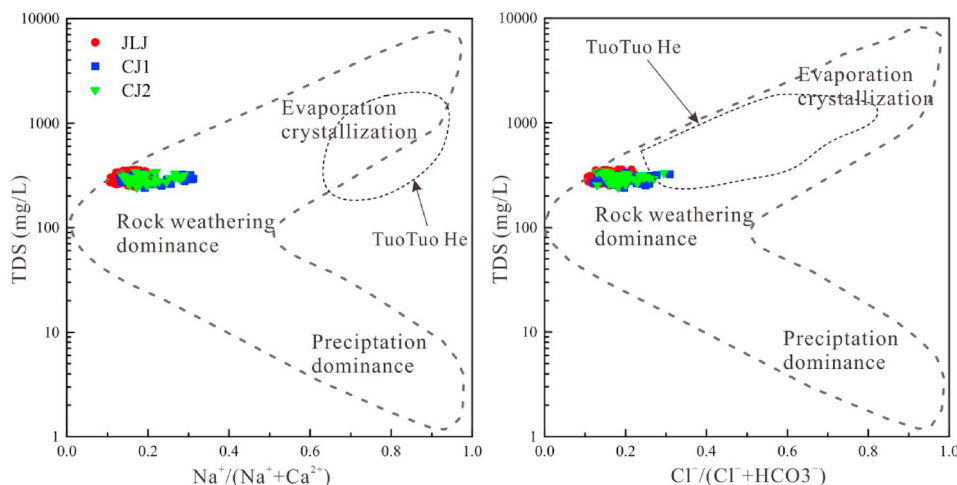 10000
1000
100
10
1
TDS (mg/L)
JLJ
CJ1
CJ2
Evaporation
crystallization
Rock weathering
dominance
TuoTuo He
Preciptation
dominance
0.0 0.2 0.4 0.6 0.8 1.0
Na⁺/(Na⁺+Ca²⁺)
10000
1000
100
10
1
TDS (mg/L)
TuoTuo He
Evaporation
crystallization
Rock weathering
dominance
Preciptation
dominance
0.0 0.2 0.4 0.6 0.8 1.0
Cl⁻/(Cl⁻+HCO3⁻)